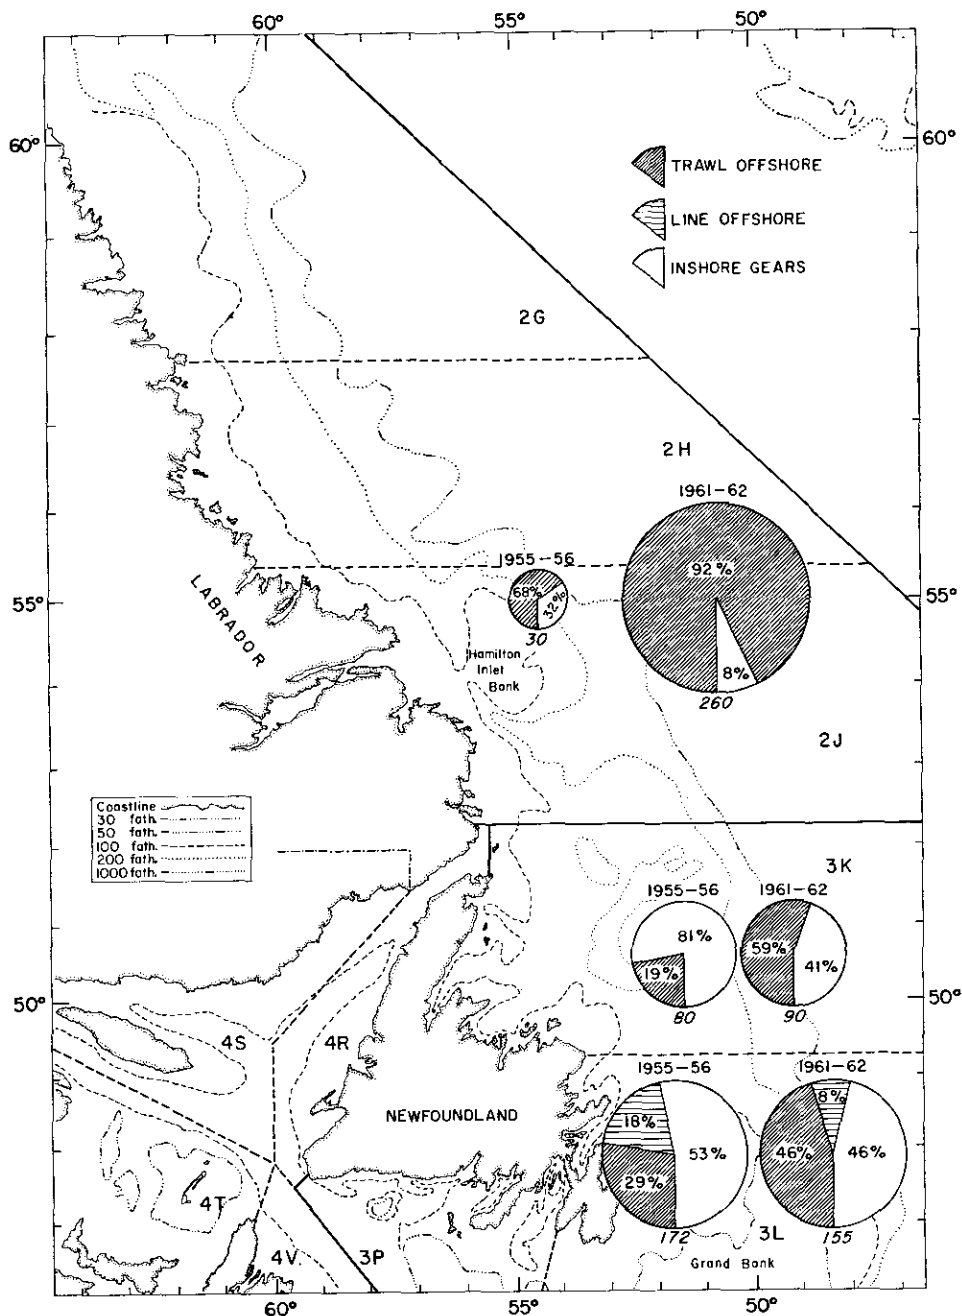 60°
55°
50°
60°
60°
TRAWL OFFSHORE
LINE OFFSHORE
INSHORE GEARS
2G
2H
1961-62
1955-56
92%
68%
32%
55°
55°
30
LABRADOR
Hamilton
Inlet
Bank
8%
260
2J
Coastline
30 fath.
50 fath.
100 fath.
200 fath.
1000 fath.
3K
1955-56
1961-62
81%
59%
19%
41%
50°
50°
80
90
4S
4R
1955-56
1961-62
8%
NEWFOUNDLAND
18%
53%
46%
46%
29%
4T
3L
172
155
4V
3P
Grand Bank
60°
55°
50°